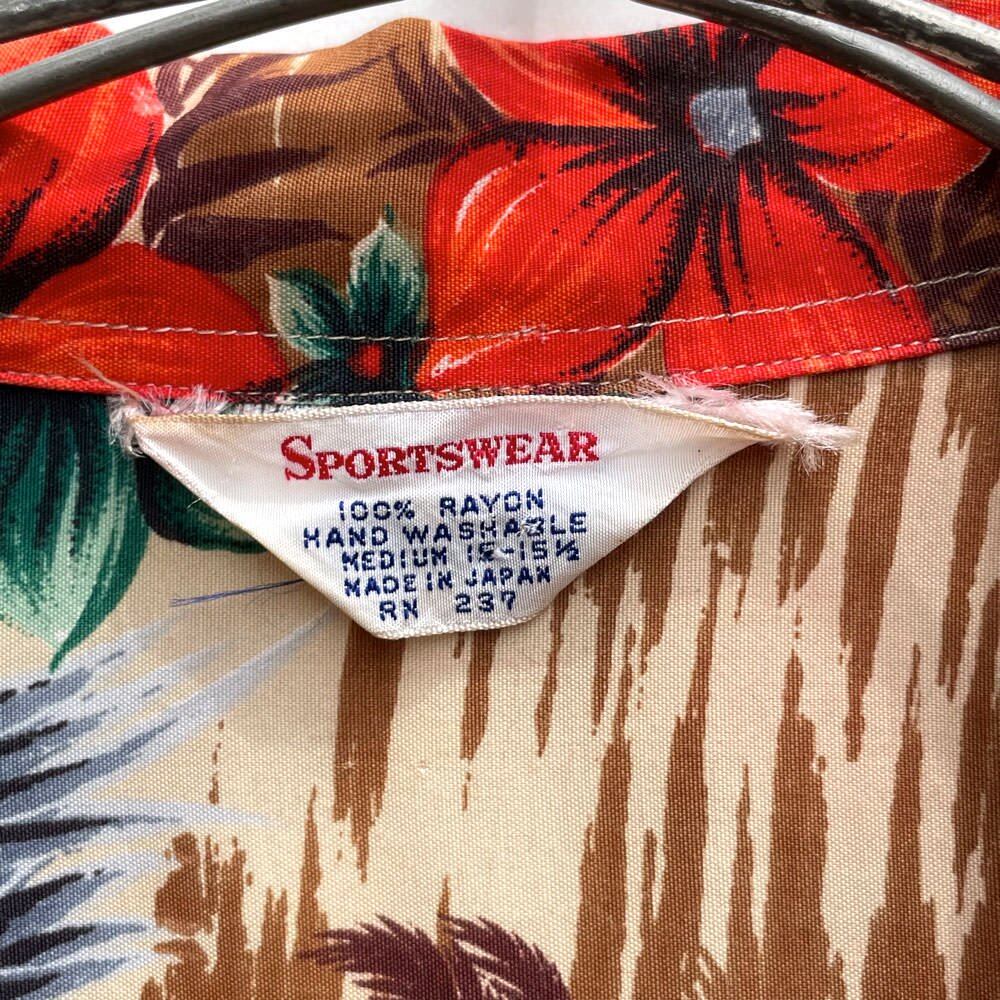 SPORTSWEAR
100% RAYON
HAND WASHABLE
MEDIUM 15-15½
MADE IN JAPAN
RN 237